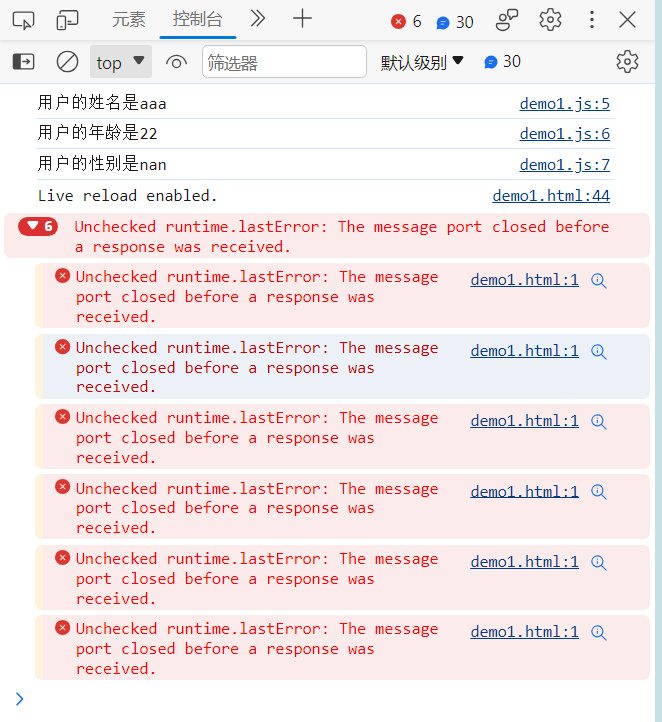 元素 控制台 6 30
top 筛选器 默认级别 30
用户的姓名是aaa demo1.js:5
用户的年龄是22 demo1.js:6
用户的性别是nan demo1.js:7
Live reload enabled. demo1.html:44
6 Unchecked runtime.lastError: The message port closed before
a response was received.
Unchecked runtime.lastError: The message demo1.html:1
port closed before a response was
received.
Unchecked runtime.lastError: The message demo1.html:1
port closed before a response was
received.
Unchecked runtime.lastError: The message demo1.html:1
port closed before a response was
received.
Unchecked runtime.lastError: The message demo1.html:1
port closed before a response was
received.
Unchecked runtime.lastError: The message demo1.html:1
port closed before a response was
received.
Unchecked runtime.lastError: The message demo1.html:1
port closed before a response was
received.